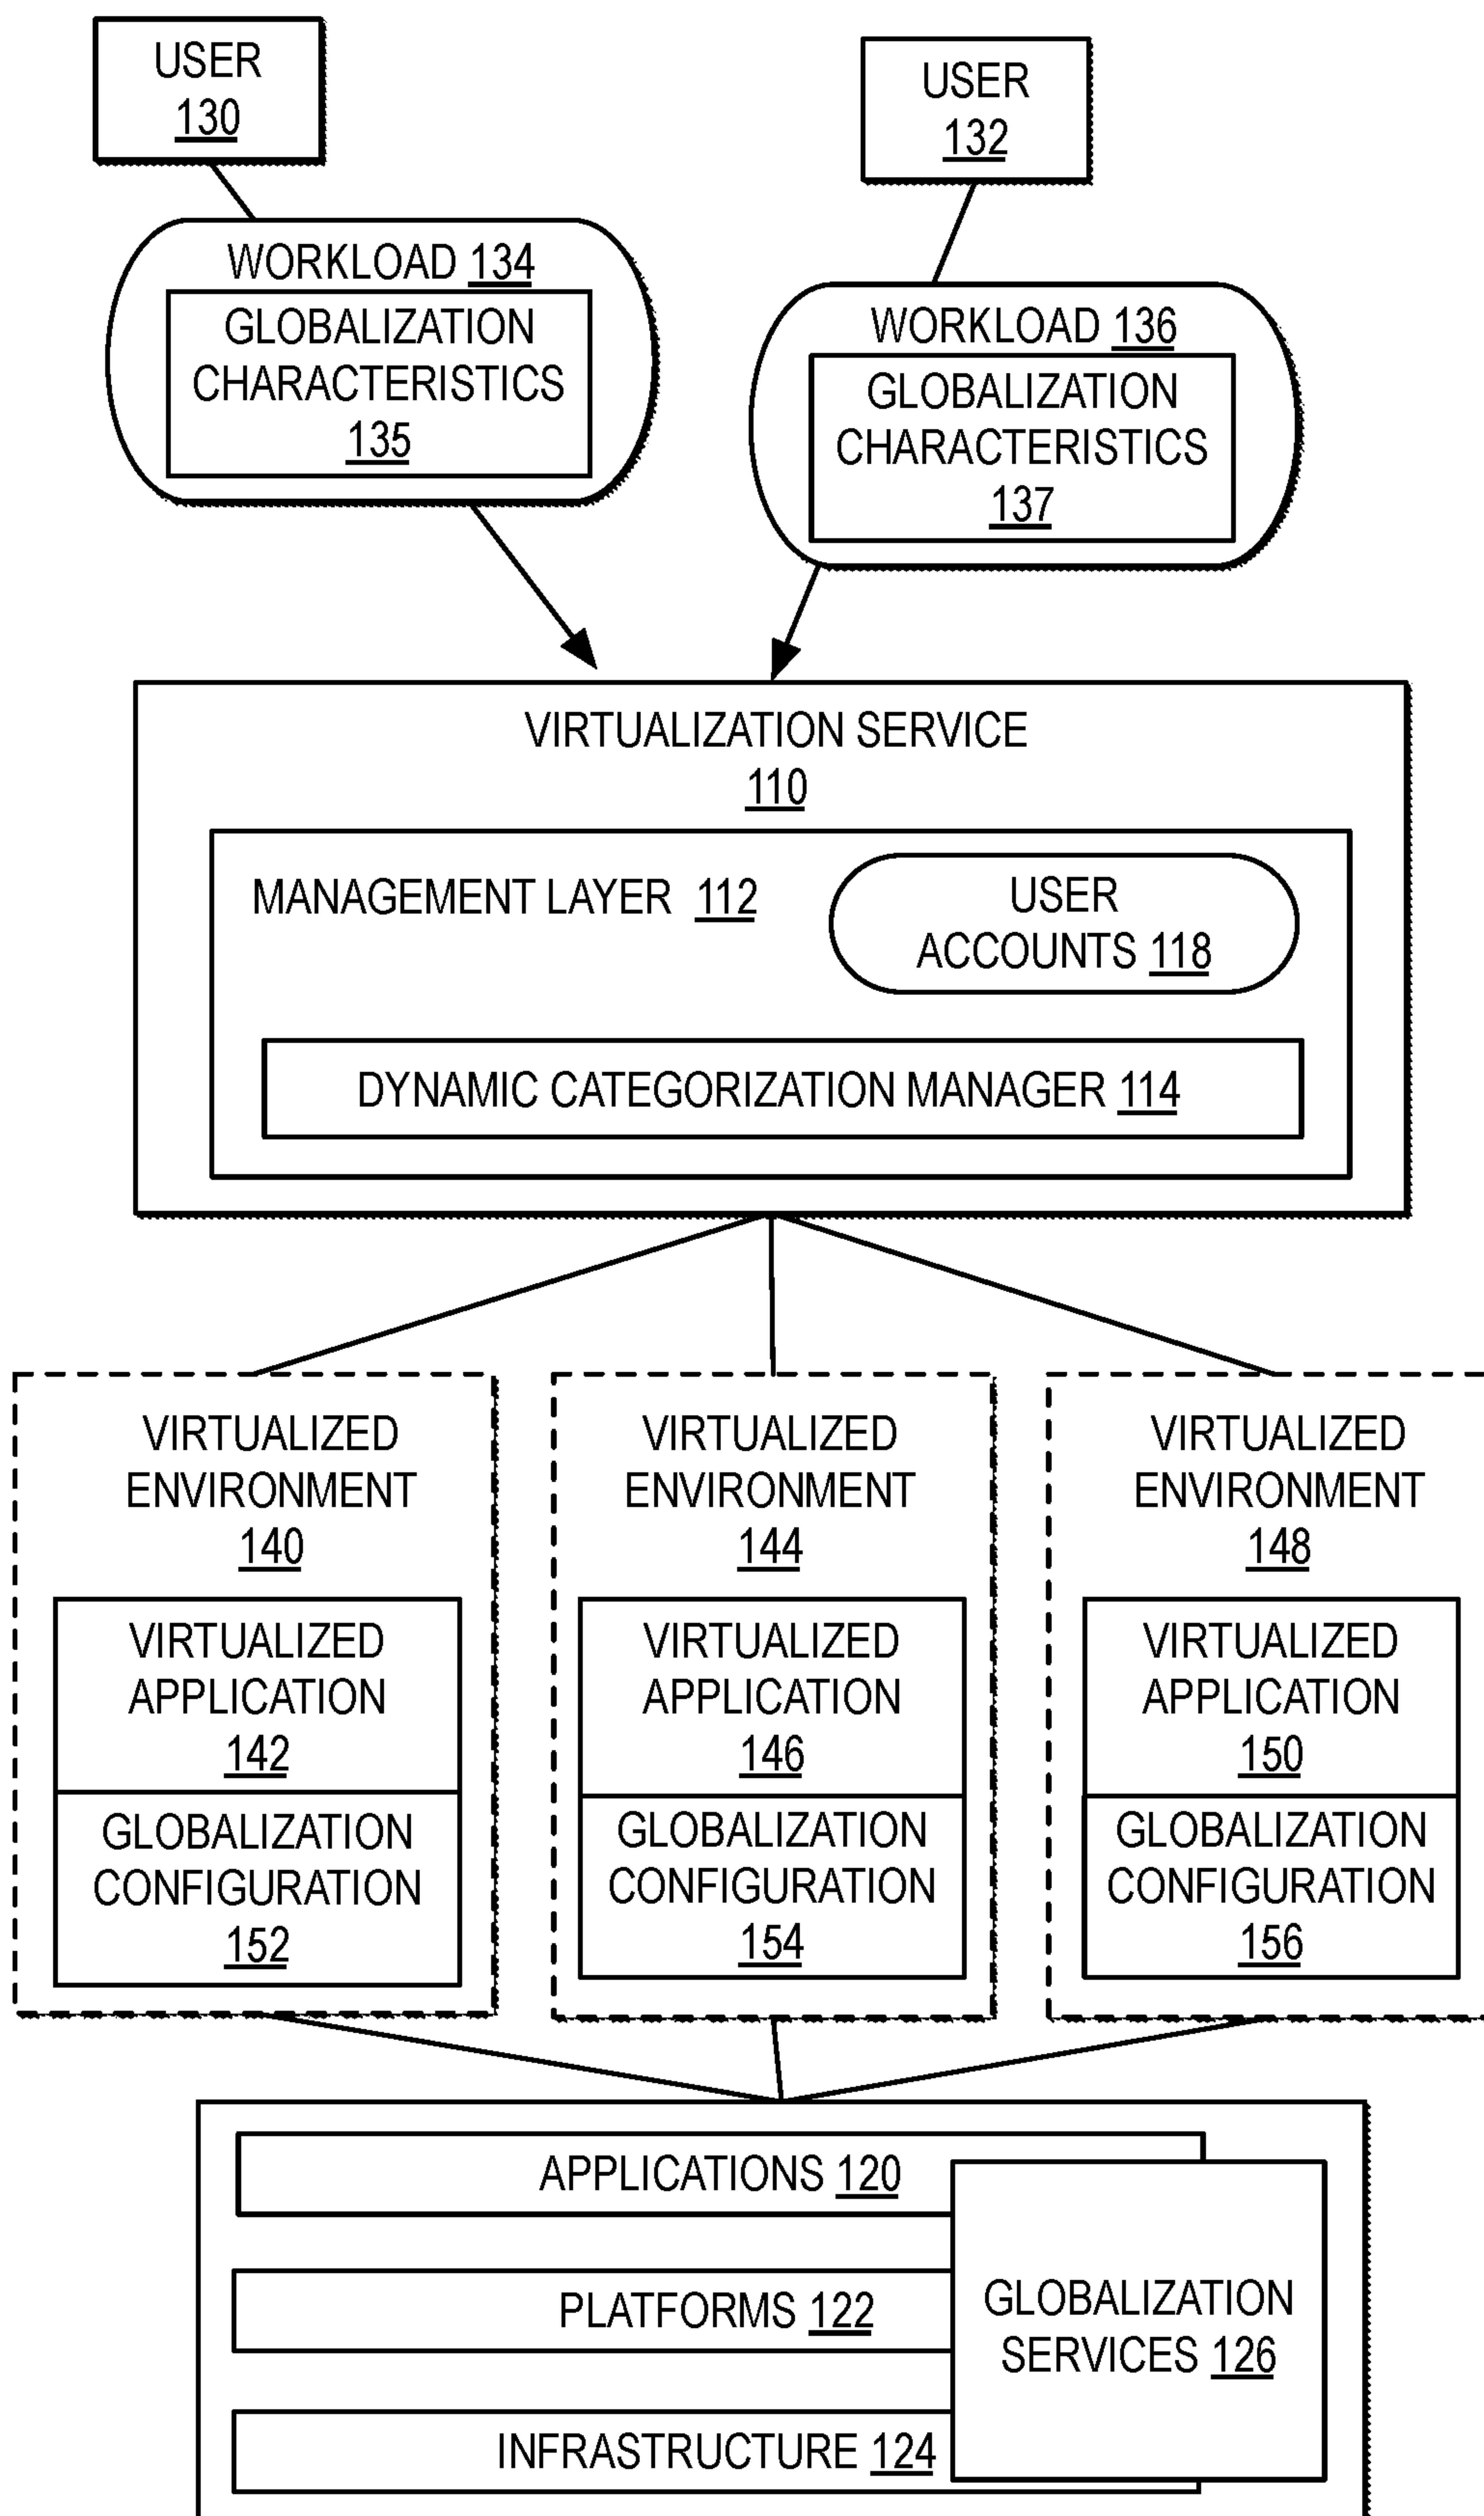 USER
130
USER
132
WORKLOAD 134
GLOBALIZATION
CHARACTERISTICS
135
WORKLOAD 136
GLOBALIZATION
CHARACTERISTICS
137
VIRTUALIZATION SERVICE
110
MANAGEMENT LAYER 112
USER
ACCOUNTS 118
DYNAMIC CATEGORIZATION MANAGER 114
VIRTUALIZED
ENVIRONMENT
140
VIRTUALIZED
APPLICATION
142
GLOBALIZATION
CONFIGURATION
152
VIRTUALIZED
ENVIRONMENT
144
VIRTUALIZED
APPLICATION
146
GLOBALIZATION
CONFIGURATION
154
VIRTUALIZED
ENVIRONMENT
148
VIRTUALIZED
APPLICATION
150
GLOBALIZATION
CONFIGURATION
156
APPLICATIONS 120
PLATFORMS 122
INFRASTRUCTURE 124
GLOBALIZATION
SERVICES 126